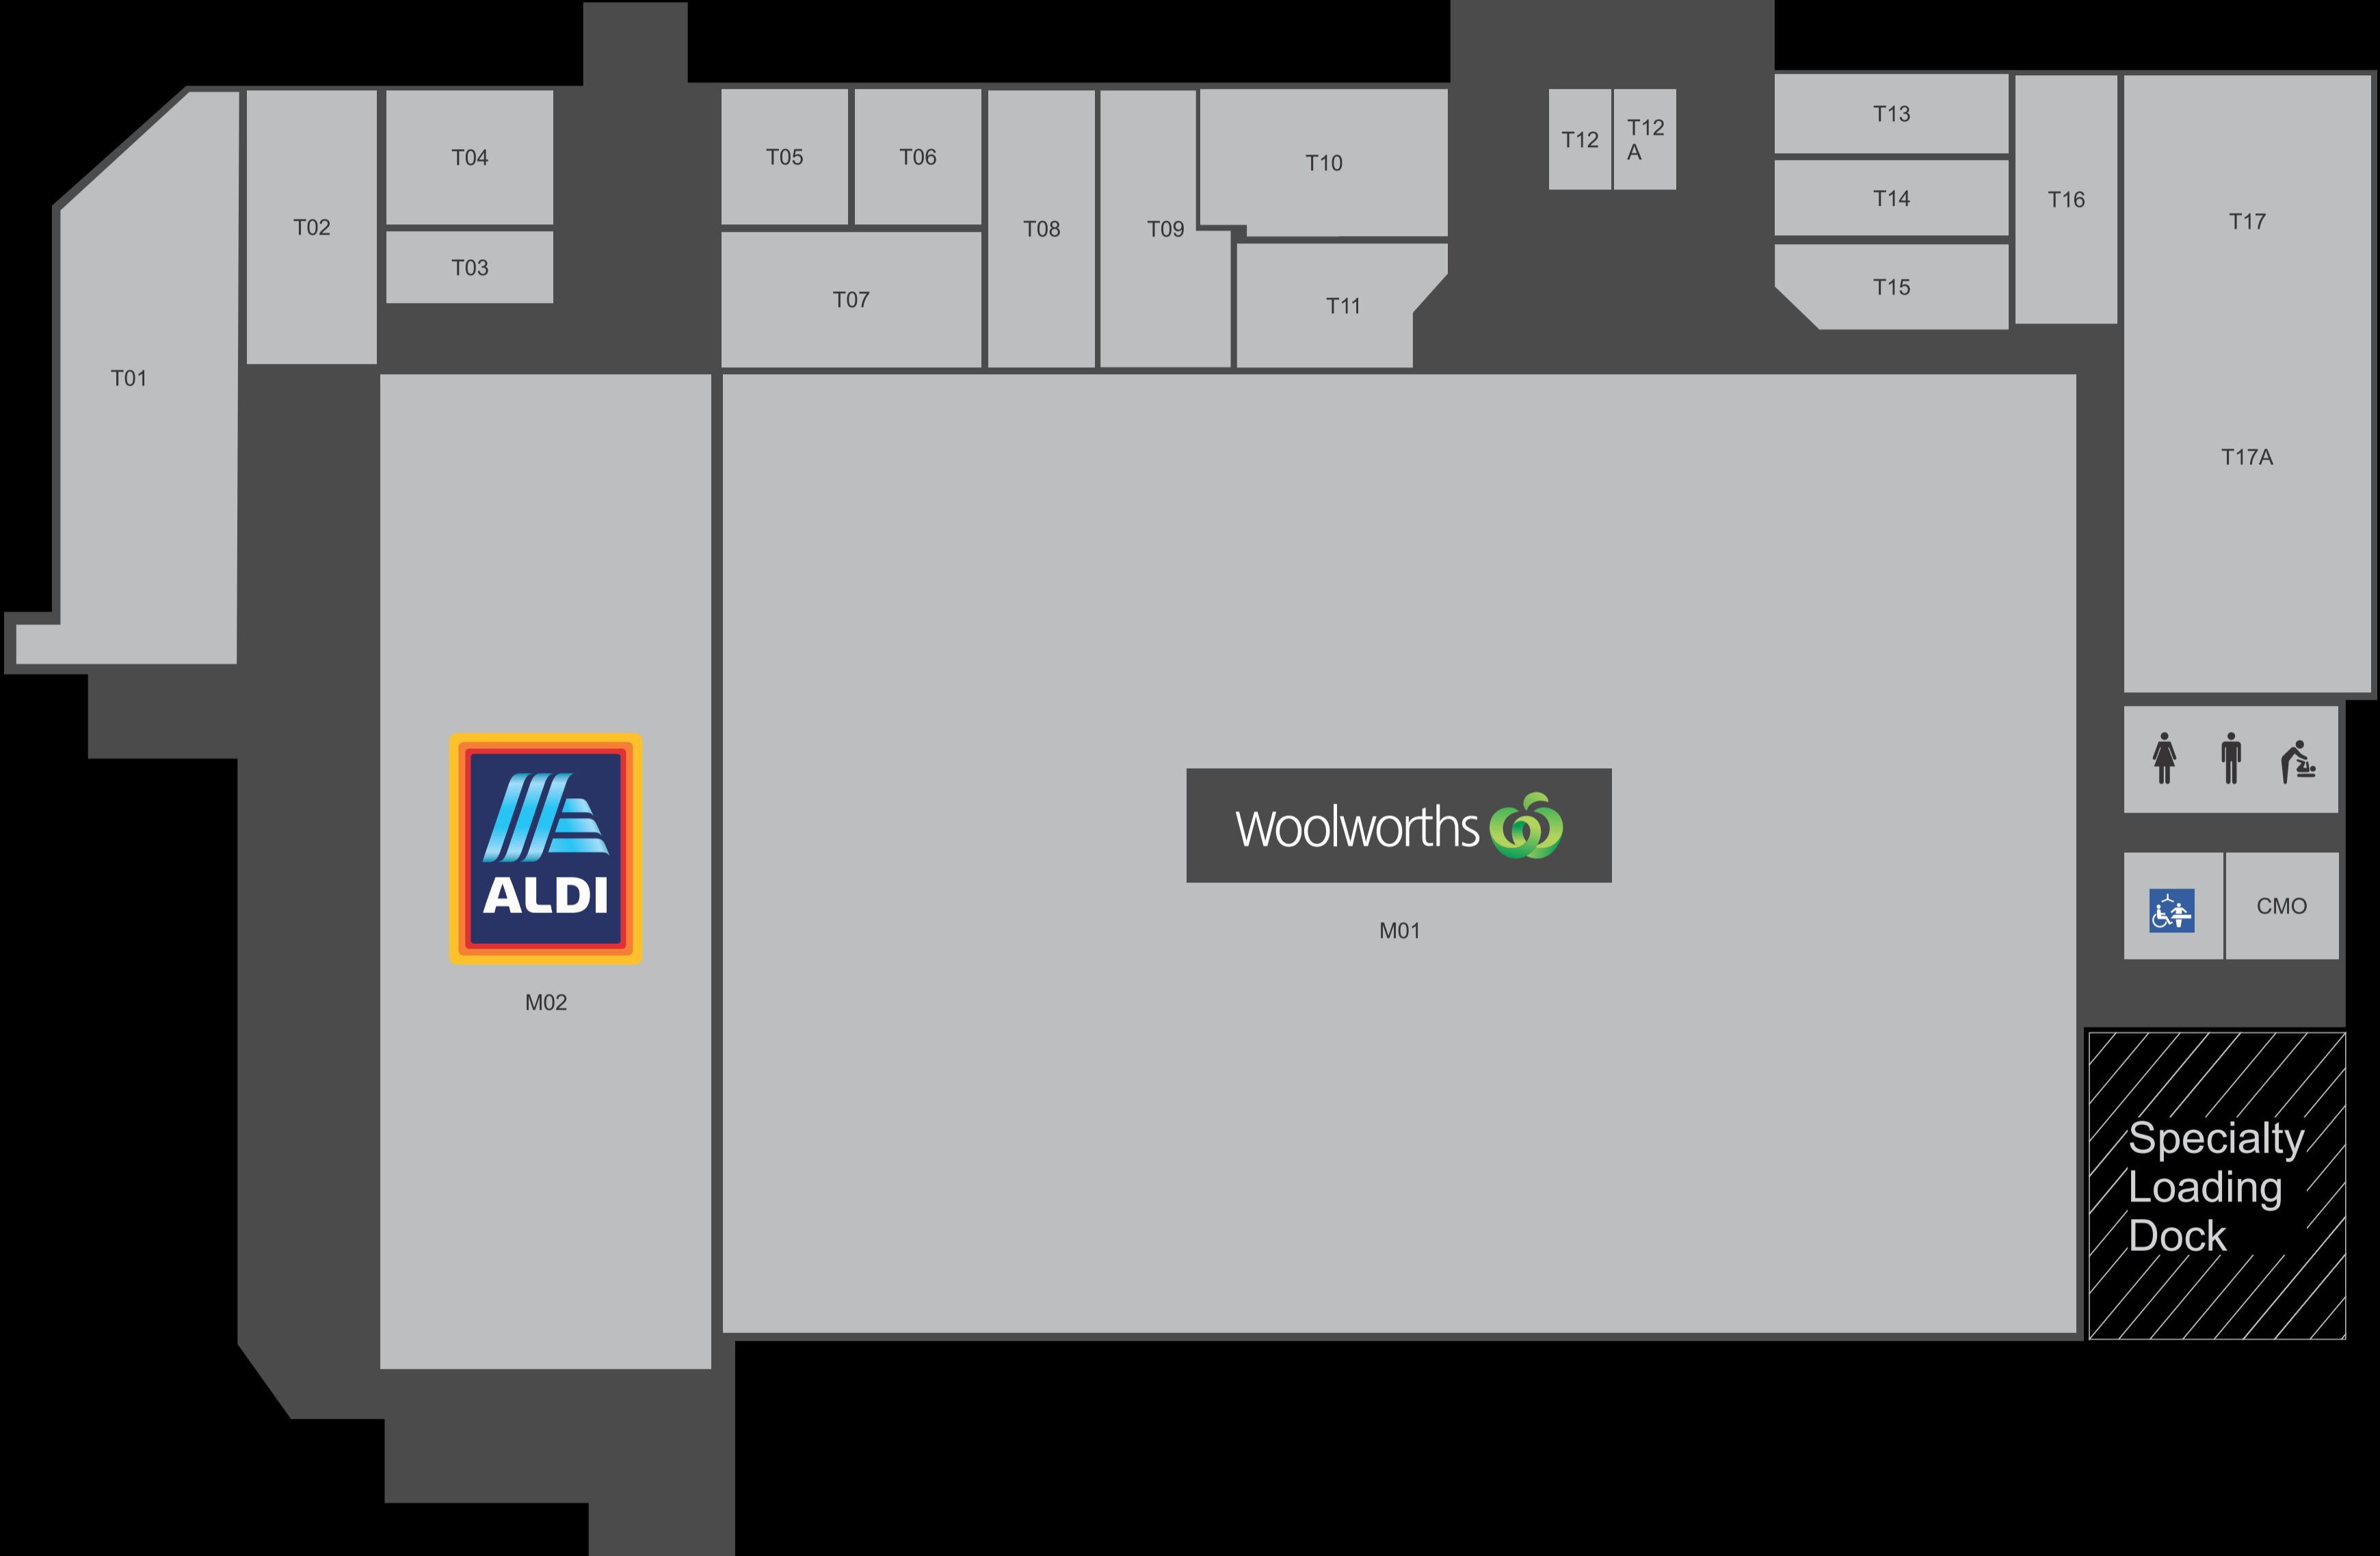 T01
T02
T04
T03
T05
T06
T07
T08
T09
T10
T11
T12
T12
A
T13
T14
T15
T16
T17
T17A
ALDI
M02
Woolworths
M01
CMO
Specialty
Loading
Dock